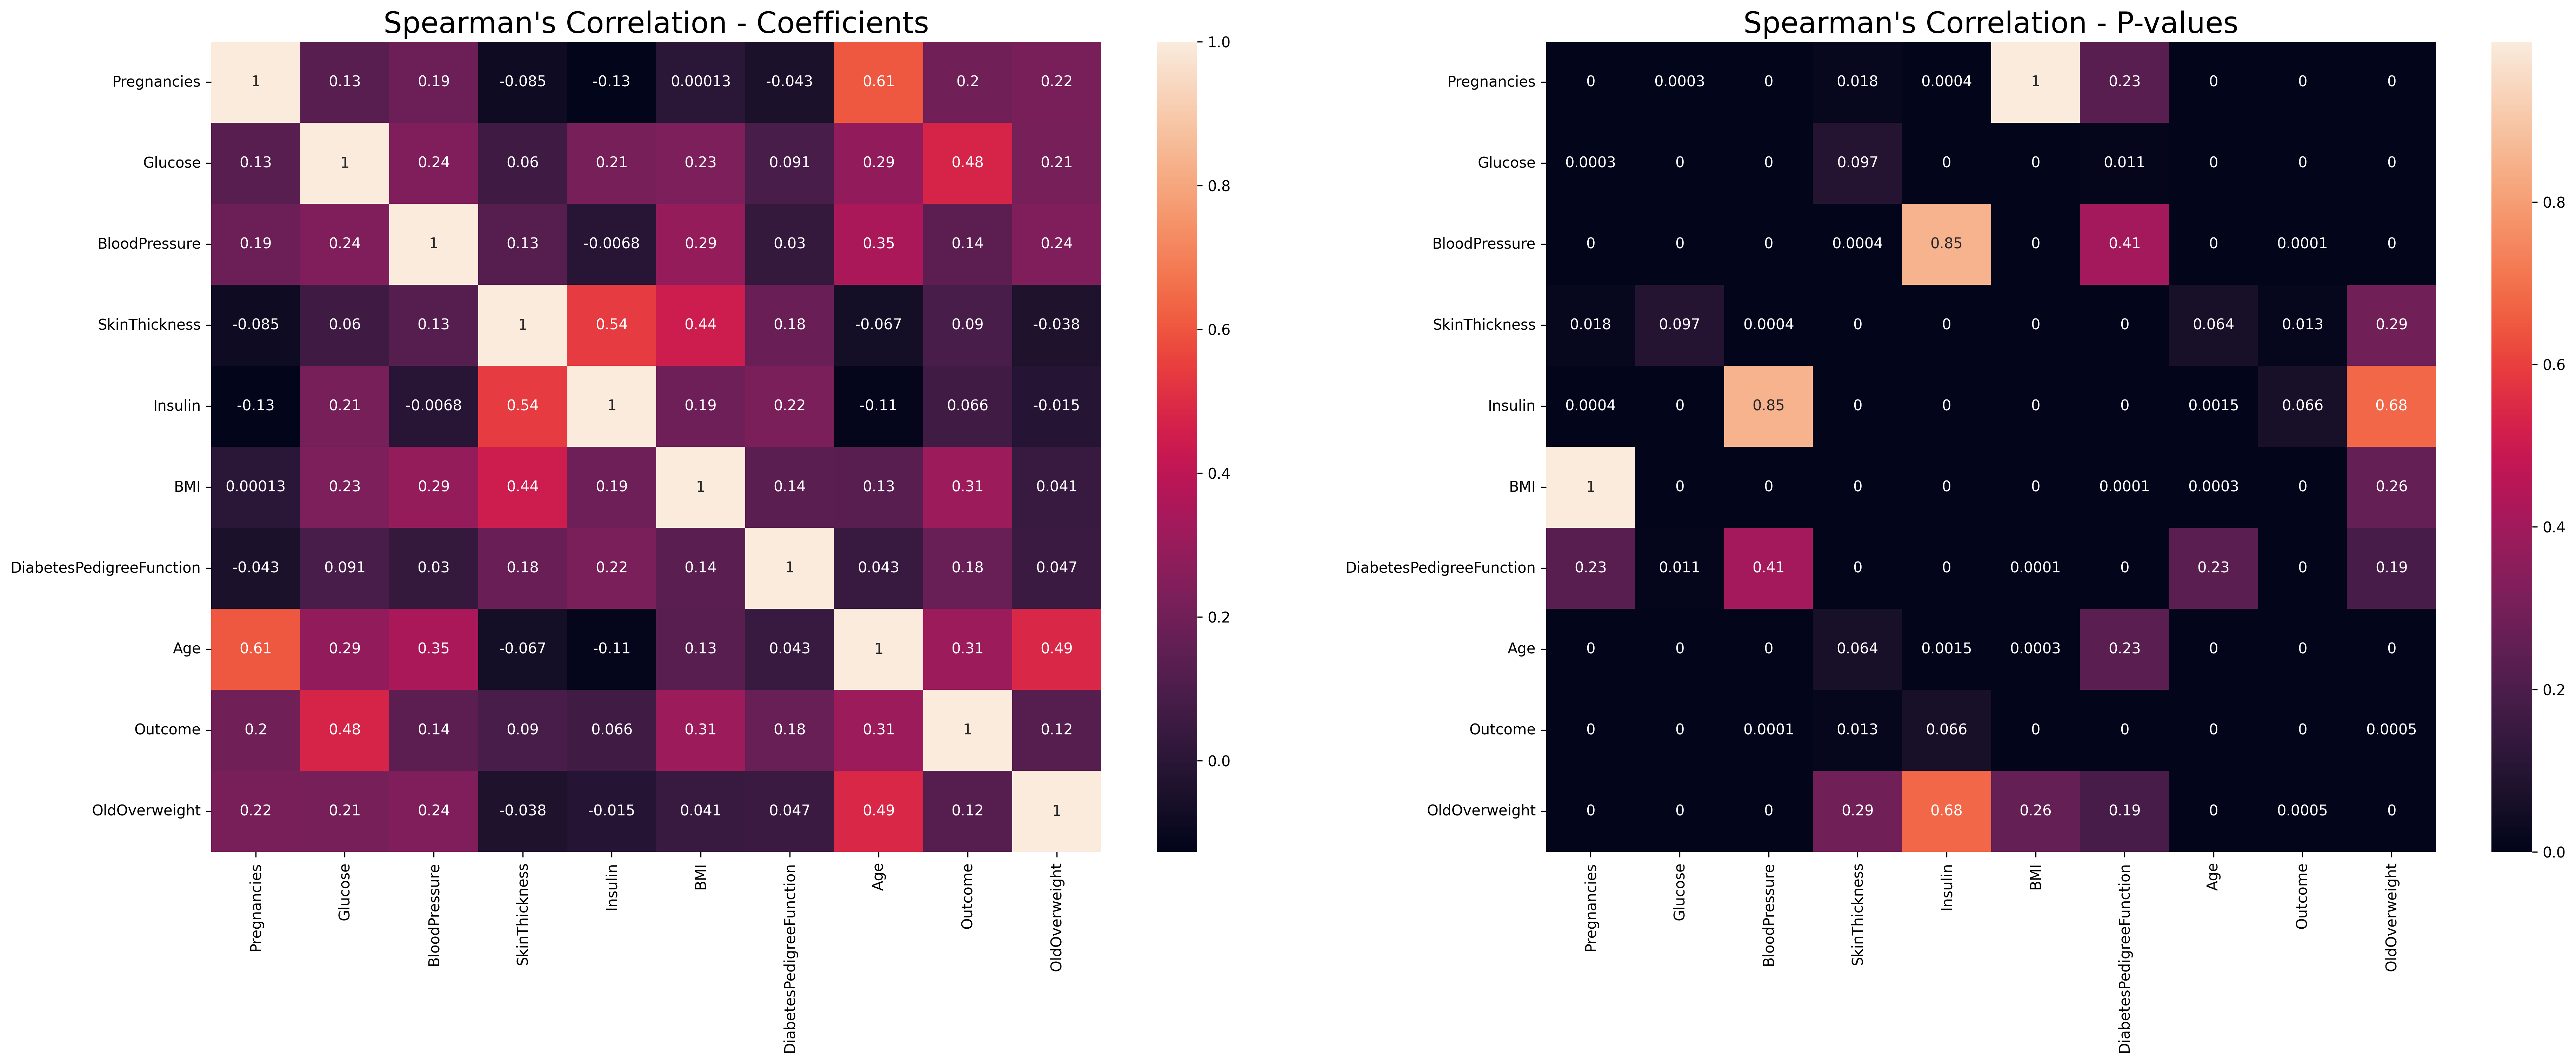 Spearman's Correlation - Coefficients
Pregnancies 1 0.13 0.19 -0.085 -0.13 0.00013 -0.043 0.61 0.2 0.22
Glucose 0.13 1 0.24 0.06 0.21 0.23 0.091 0.29 0.48 0.21
BloodPressure 0.19 0.24 1 0.13 -0.0068 0.29 0.03 0.35 0.14 0.24
SkinThickness -0.085 0.06 0.13 1 0.54 0.44 0.18 -0.067 0.09 -0.038
Insulin -0.13 0.21 -0.0068 0.54 1 0.19 0.22 -0.11 0.066 -0.015
BMI 0.00013 0.23 0.29 0.44 0.19 1 0.14 0.13 0.31 0.041
DiabetesPedigreeFunction -0.043 0.091 0.03 0.18 0.22 0.14 1 0.043 0.18 0.047
Age 0.61 0.29 0.35 -0.067 -0.11 0.13 0.043 1 0.31 0.49
Outcome 0.2 0.48 0.14 0.09 0.066 0.31 0.18 0.31 1 0.12
OldOverweight 0.22 0.21 0.24 -0.038 -0.015 0.041 0.047 0.49 0.12 1
Pregnancies
Glucose
BloodPressure
SkinThickness
Insulin
BMI
DiabetesPedigreeFunction
Age
Outcome
OldOverweight
1.0
0.8
0.6
0.4
0.2
0.0
Spearman's Correlation - P-values
Pregnancies 0 0.0003 0 0.018 0.0004 1 0.23 0 0 0
Glucose 0.0003 0 0 0.097 0 0 0.011 0 0 0
BloodPressure 0 0 0 0.0004 0.85 0 0.41 0 0.0001 0
SkinThickness 0.018 0.097 0.0004 0 0 0 0 0.064 0.013 0.29
Insulin 0.0004 0 0.85 0 0 0 0 0.0015 0.066 0.68
BMI 1 0 0 0 0 0 0.0001 0.0003 0 0.26
DiabetesPedigreeFunction 0.23 0.011 0.41 0 0 0.0001 0 0.23 0 0.19
Age 0 0 0 0.064 0.0015 0.0003 0.23 0 0 0
Outcome 0 0 0.0001 0.013 0.066 0 0 0 0 0.0005
OldOverweight 0 0 0 0.29 0.68 0.26 0.19 0 0.0005 0
Pregnancies
Glucose
BloodPressure
SkinThickness
Insulin
BMI
DiabetesPedigreeFunction
Age
Outcome
OldOverweight
0.8
0.6
0.4
0.2
0.0